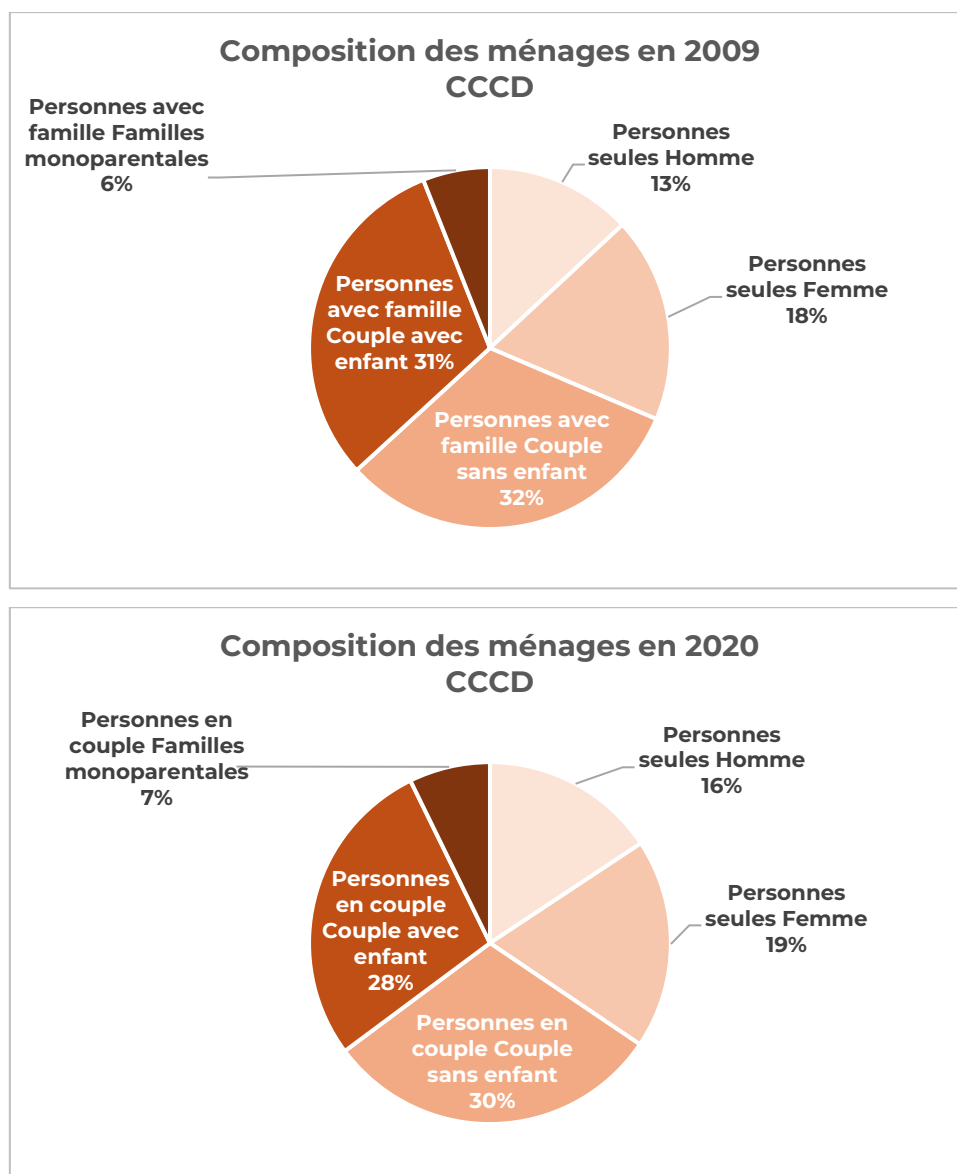 Composition des ménages en 2009
CCCD
Personnes avec
famille Familles
monoparentales
6%
Personnes
seules Homme
13%
Personnes
seules Femme
18%
Personnes
avec famille
Couple avec
enfant 31%
Personnes avec
famille Couple
sans enfant
32%
Composition des ménages en 2020
CCCD
Personnes en
couple Familles
monoparentales
7%
Personnes
seules Homme
16%
Personnes
seules Femme
19%
Personnes
en couple
Couple avec
enfant
28%
Personnes en
couple Couple
sans enfant
30%